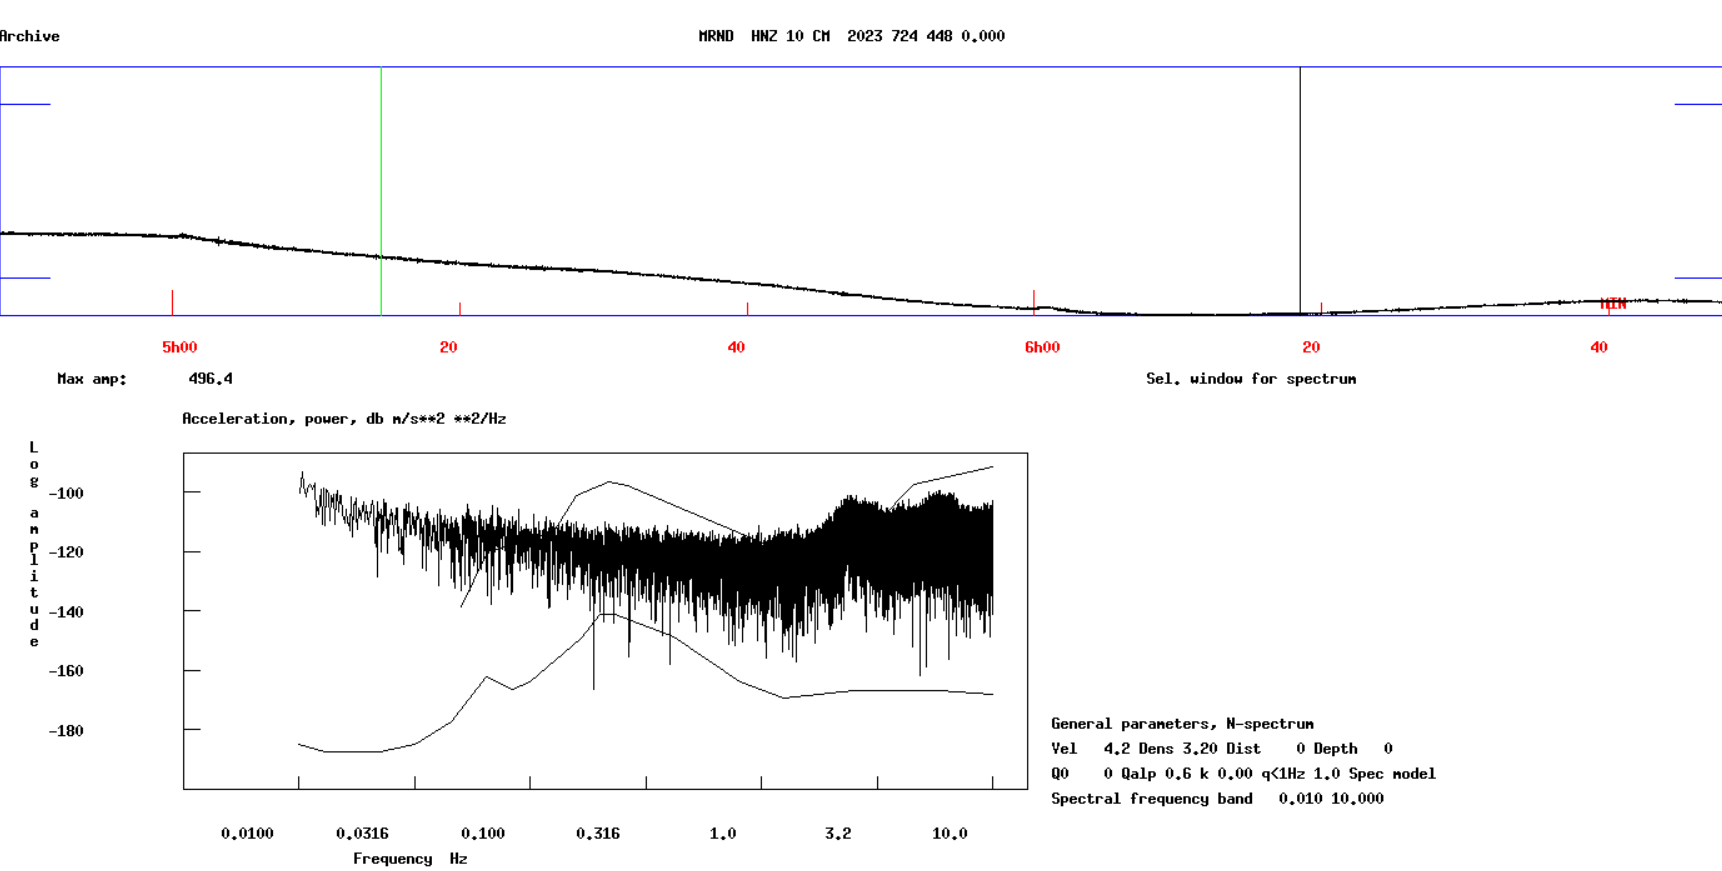 Archive MRND HNZ 10 CM 2023 724 448 0.000
MIN
5h00 20 40 6h00 20 40
Max amp: 496.4 Sel. window for spectrum
Acceleration, power, db m/s**2 **2/Hz
Log amplitude
-100
-120
-140
-160
-180
General parameters, N-spectrum
Vel 4.2 Dens 3.20 Dist 0 Depth 0
Q0 0 Qalp 0.6 k 0.00 q<1Hz 1.0 Spec model
Spectral frequency band 0.010 10.000
0.0100 0.0316 0.100 0.316 1.0 3.2 10.0
Frequency Hz